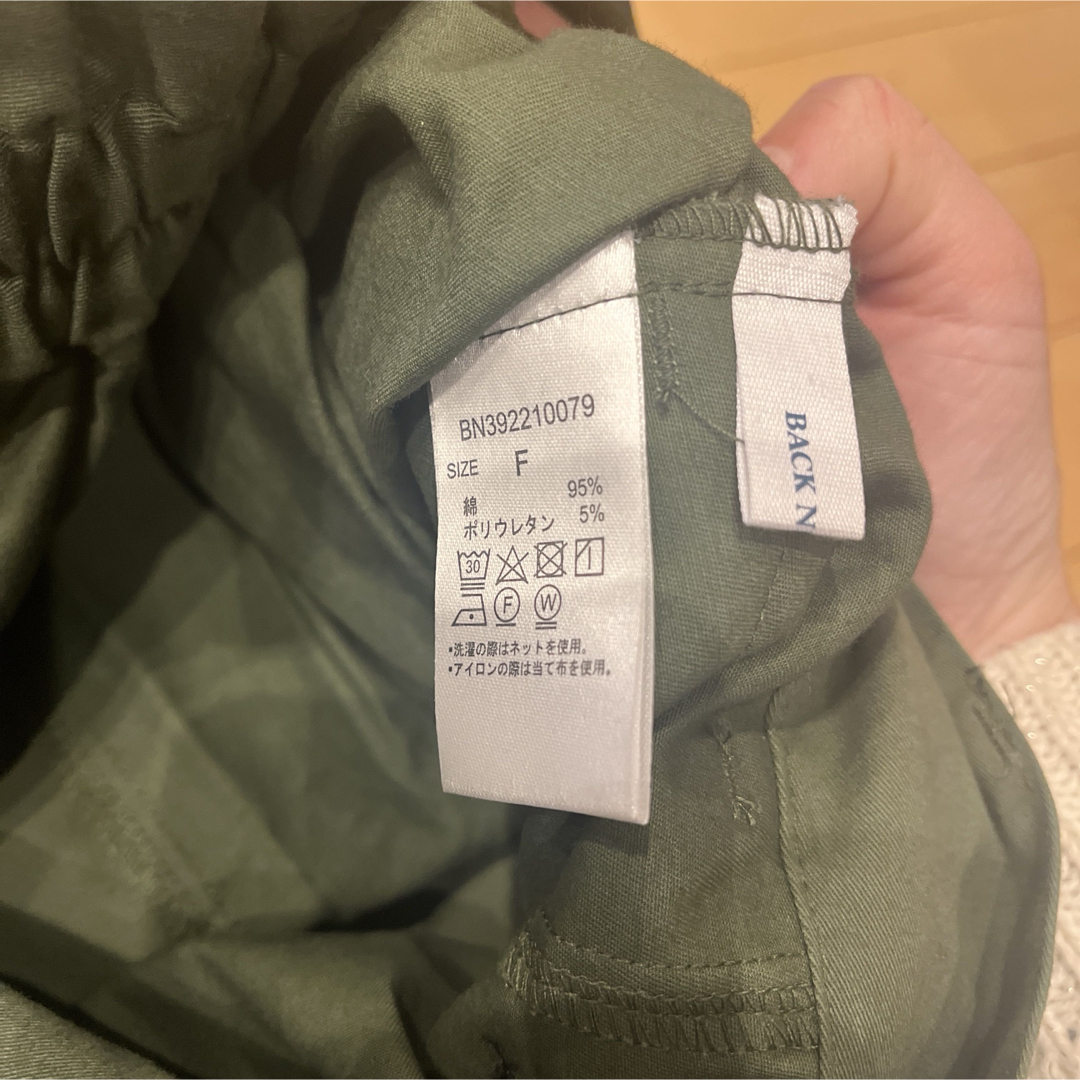 BN392210079
SIZE F
綿 95%
ポリウレタン 5%
30
F W
•洗濯の際はネットを使用。
•アイロンの際は当て布を使用。
BACK N